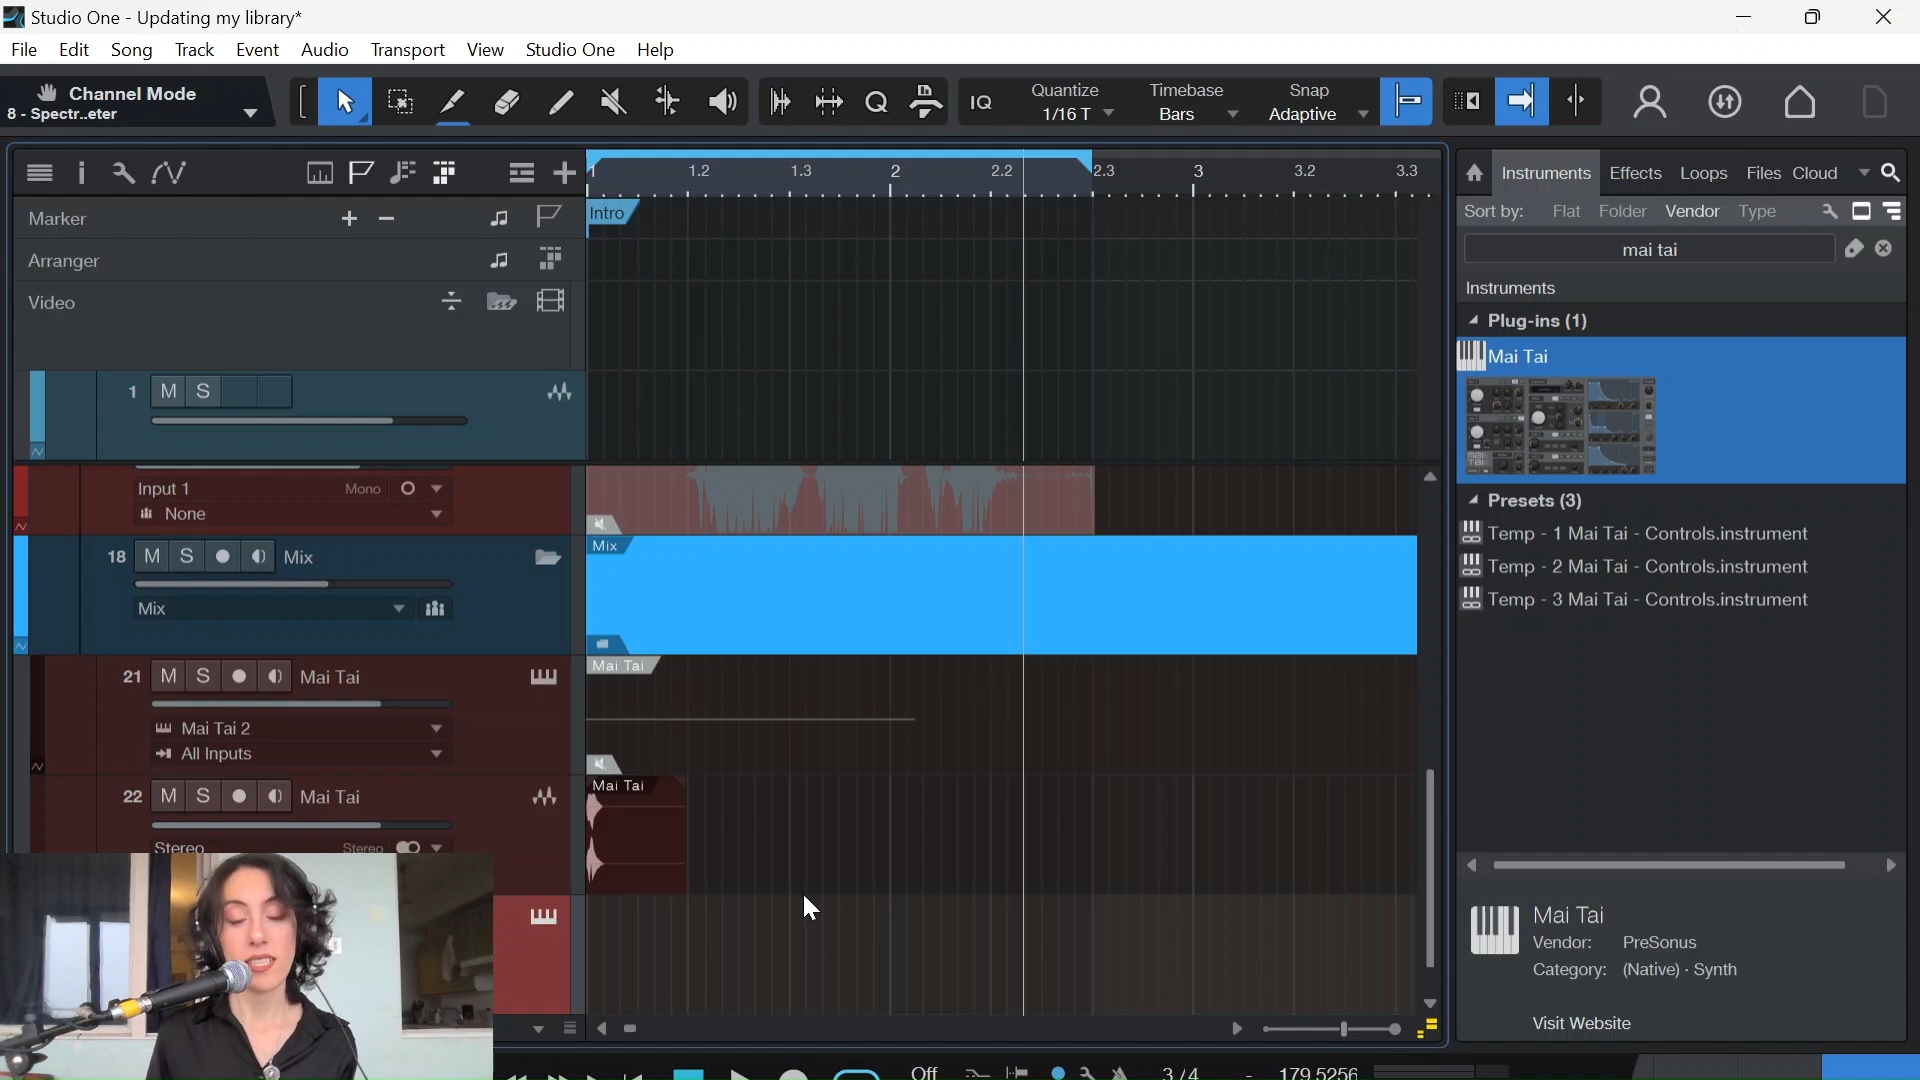 Studio One - Updating my library*
File Edit Song Track Event Audio Transport View Studio One Help
Channel Mode
8 - Spectr..eter
IQ
Quantize
1/16 T
Timebase
Bars
Snap
Adaptive
1 1.2 1.3 2 2.2 2.3 3 3.2 3.3
Marker
Intro
Arranger
Video
1 M S
Input 1 Mono
None
18 M S Mix
Mix
Mix
21 M S Mai Tai
Mai Tai 2
All Inputs
Mai Tai
22 M S Mai Tai
Stereo Stereo
Mai Tai
Off
3 / 4
-
179.5256
Instruments Effects Loops Files Cloud
Sort by: Flat Folder Vendor Type
mai tai
Instruments
Plug-ins (1)
Mai Tai
Presets (3)
Temp - 1 Mai Tai - Controls.instrument
Temp - 2 Mai Tai - Controls.instrument
Temp - 3 Mai Tai - Controls.instrument
Mai Tai
Vendor: PreSonus
Category: (Native) · Synth
Visit Website